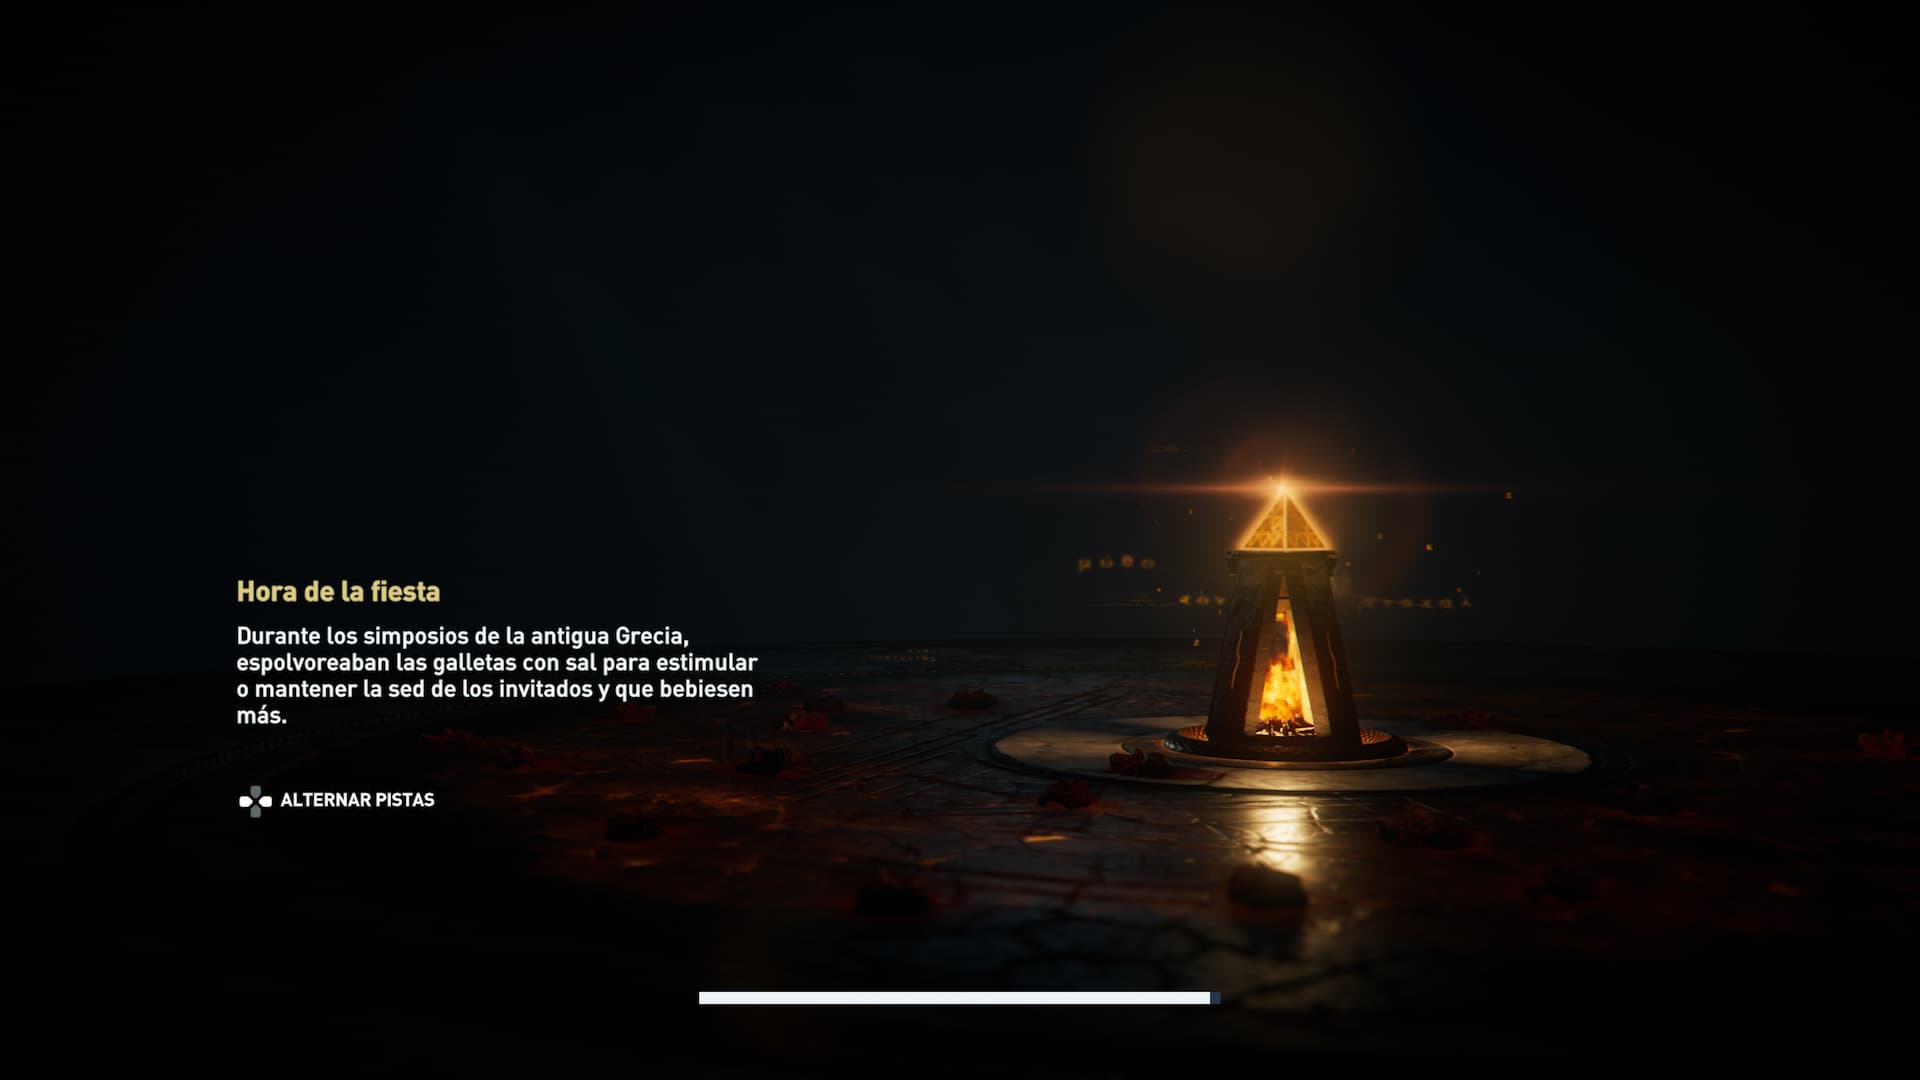 Hora de la fiesta
Durante los simposios de la antigua Grecia,
espolvoreaban las galletas con sal para estimular
o mantener la sed de los invitados y que bebiesen
más.
ALTERNAR PISTAS